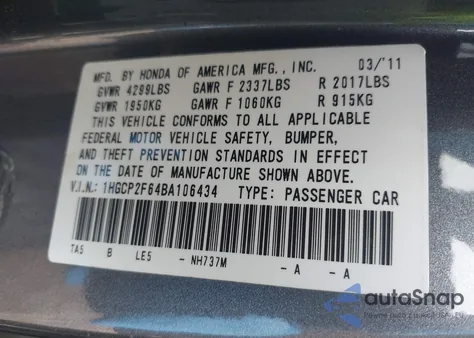 MFD. BY HONDA OF AMERICA MFG., INC. 03/'11
GVWR 4299LBS GAWR F 2337LBS R 2017LBS
GVWR 1950KG GAWR F 1060KG R 915KG
THIS VEHICLE CONFORMS TO ALL APPLICABLE
FEDERAL MOTOR VEHICLE SAFETY, BUMPER,
AND THEFT PREVENTION STANDARDS IN EFFECT
ON THE DATE OF MANUFACTURE SHOWN ABOVE.
V.I.N.: 1HGCP2F64BA106434 TYPE: PASSENGER CAR
TA5 B LE5 - NH737M - A - A
autoSnap